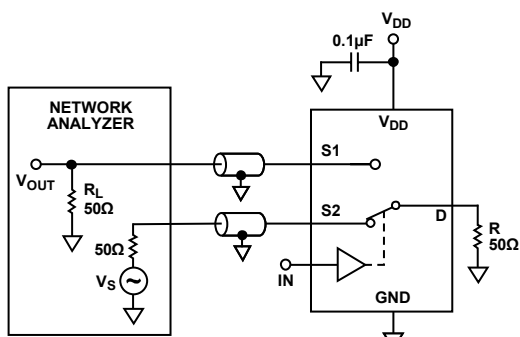 V_DD
0.1µF
NETWORK
ANALYZER
V_DD
S1
V_OUT
R_L
50Ω
S2
D
50Ω
R
50Ω
V_S
IN
GND